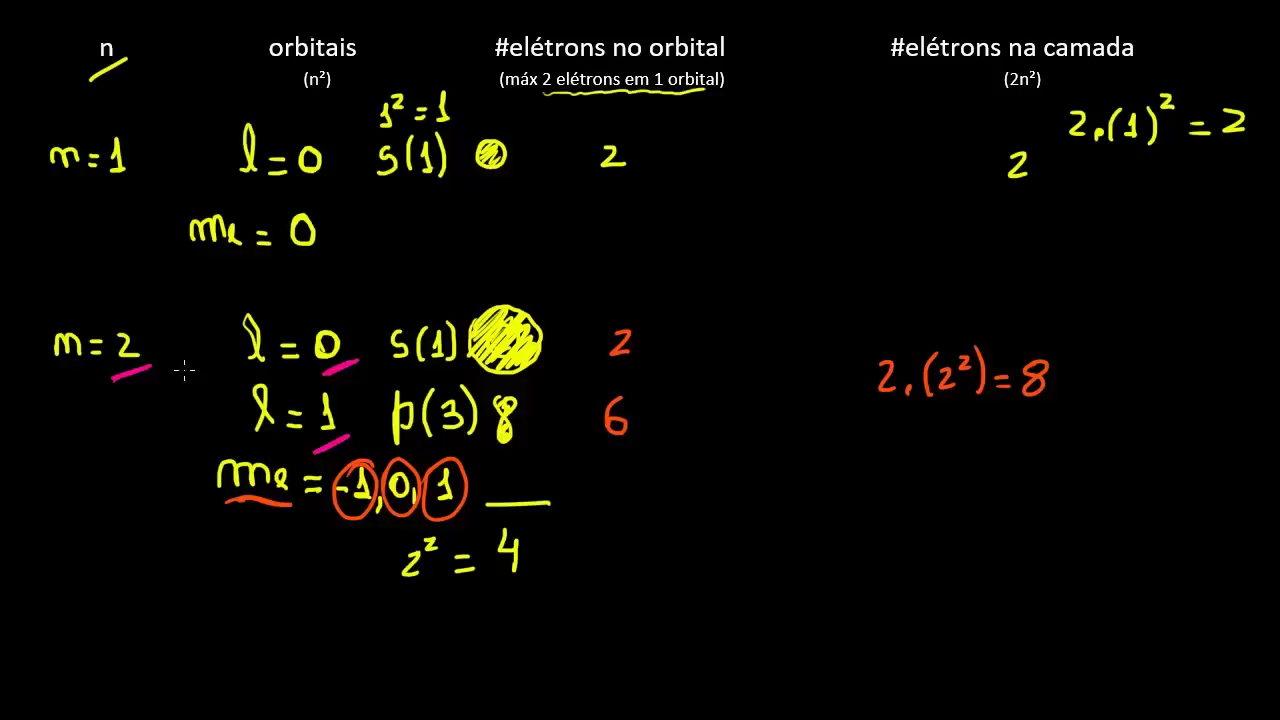 n orbitais #elétrons no orbital #elétrons na camada
(n²) (máx 2 elétrons em 1 orbital) (2n²)
1² = 1 2.(1)² = 2
n = 1 l = 0 s(1) 2 2
mₗ = 0
n = 2 l = 0 s(1) 2
2.(2²) = 8
l = 1 p(3) 6
mₗ = -1, 0, 1
2² = 4